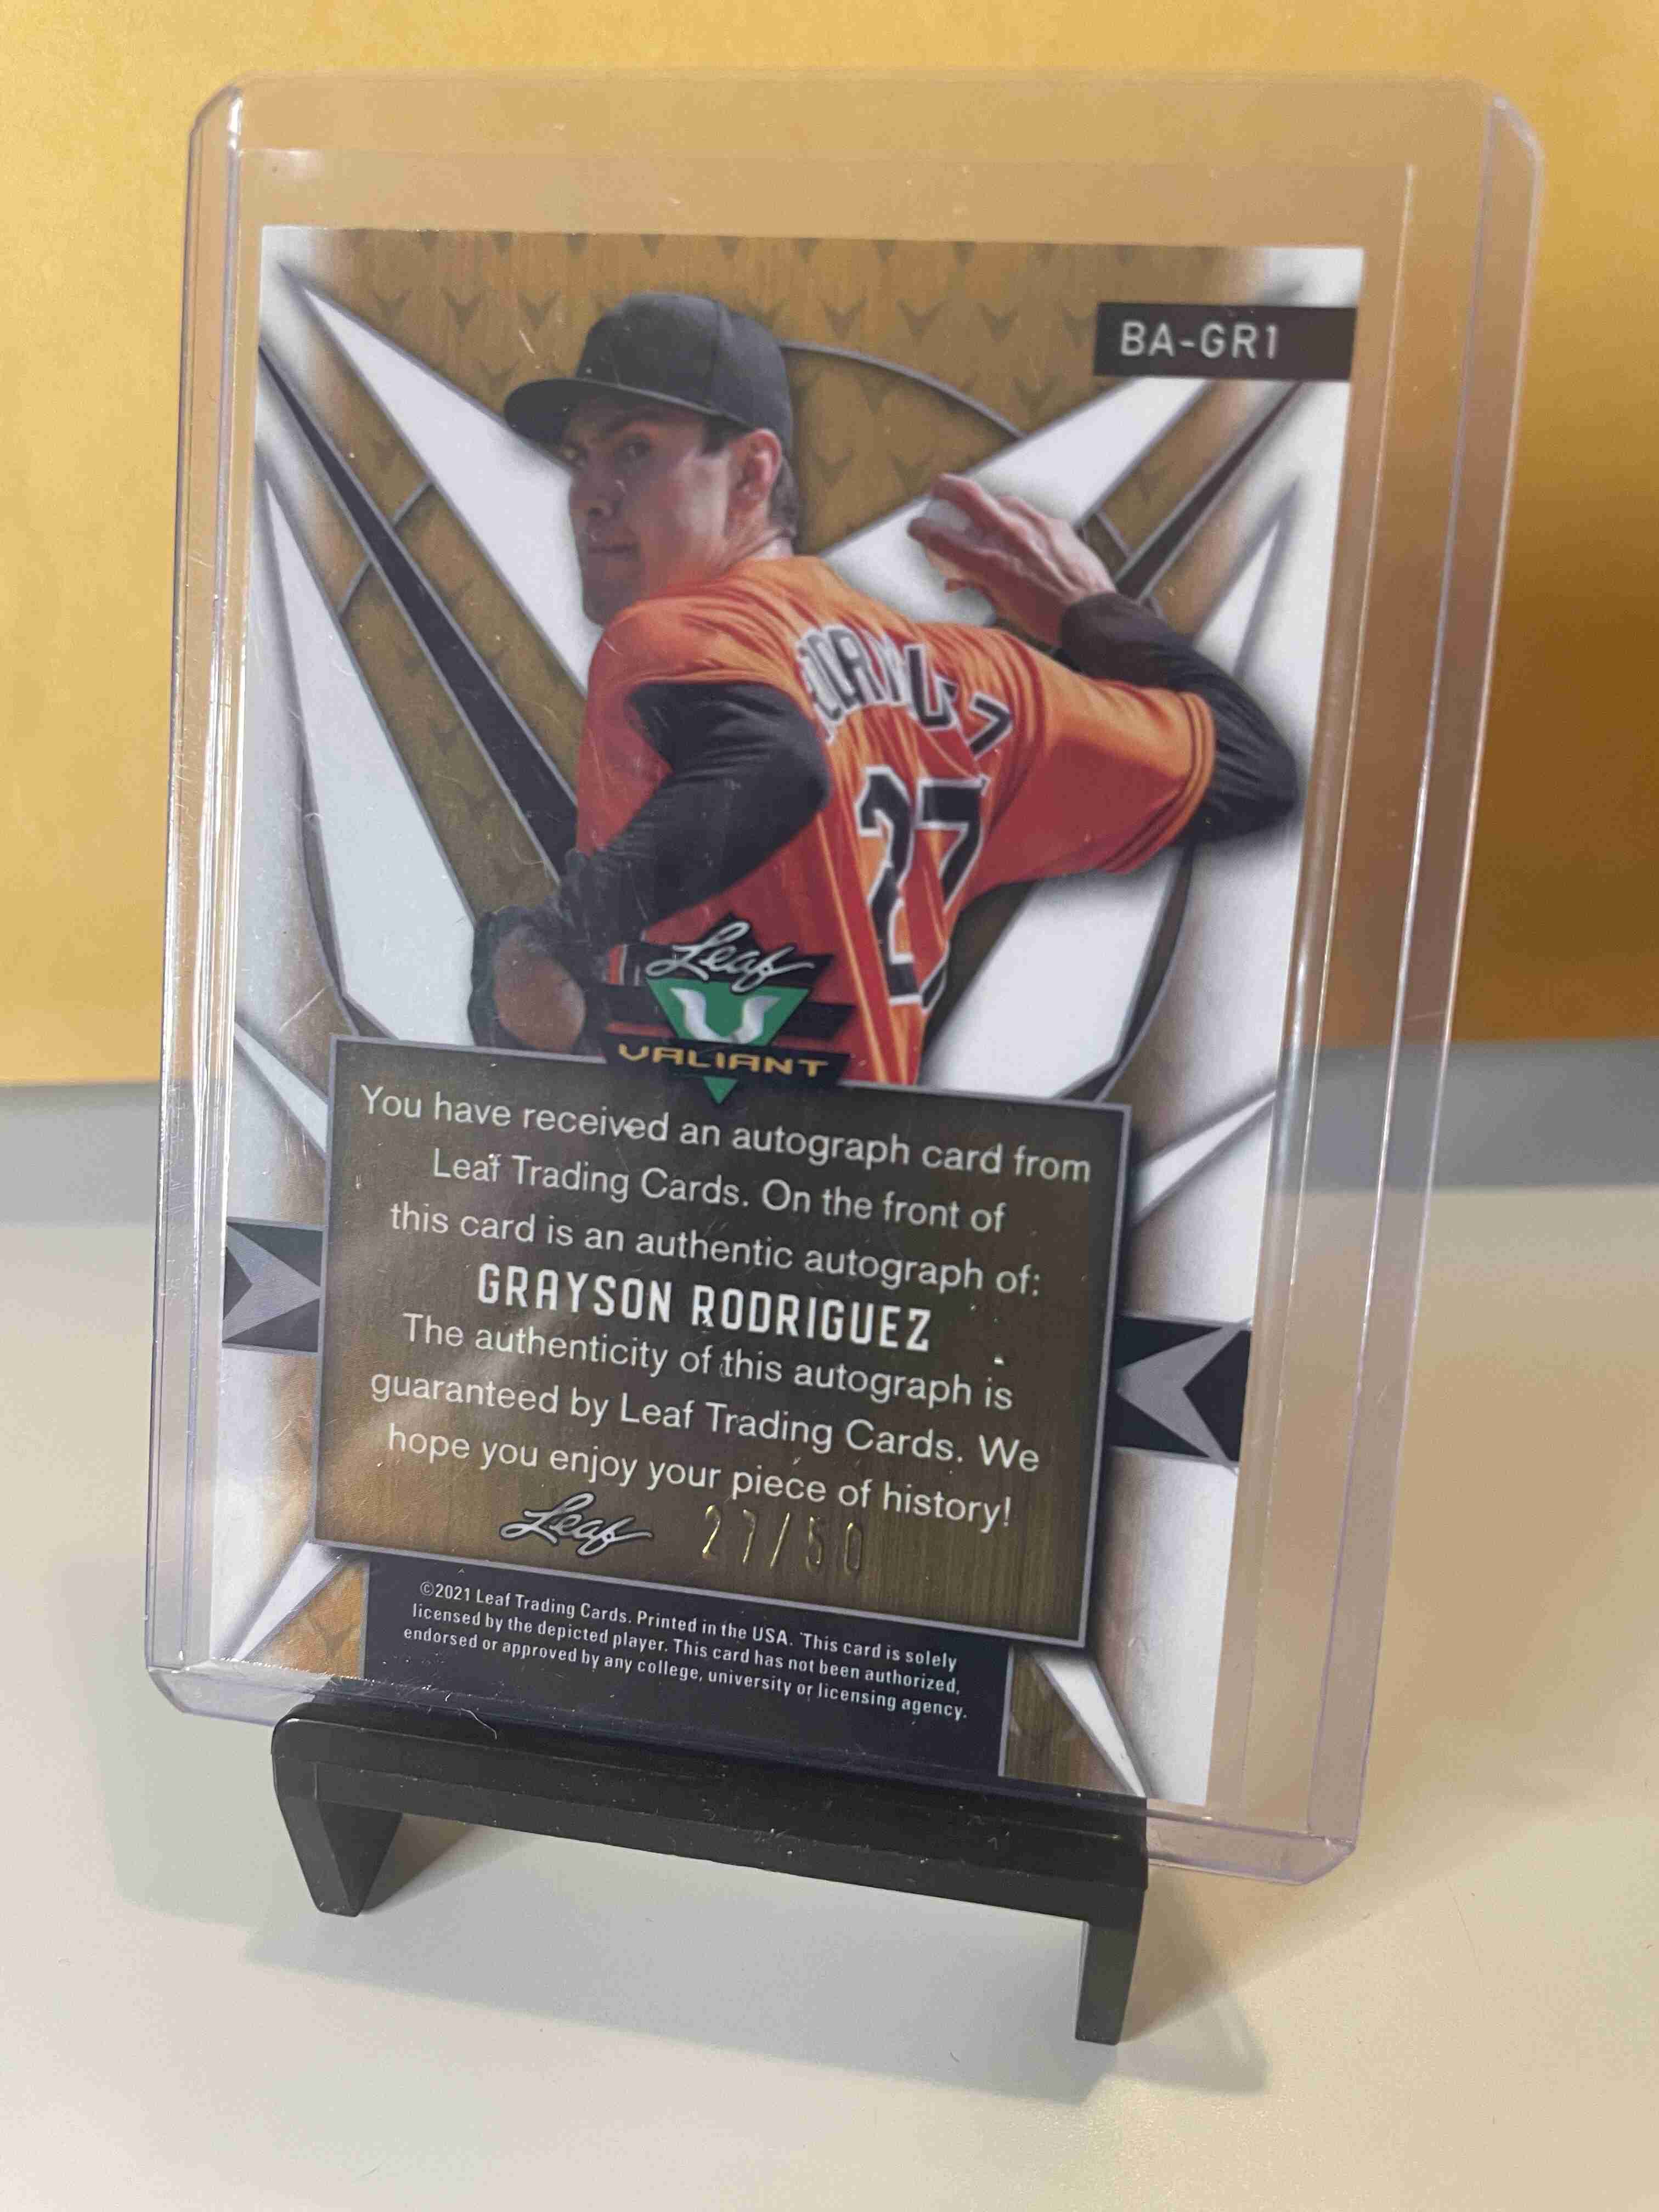 BA-GR1
RODRIGUEZ
27
Leaf
VALIANT
You have received an autograph card from
Leaf Trading Cards. On the front of
this card is an authentic autograph of:
GRAYSON RODRIGUEZ
The authenticity of this autograph is
guaranteed by Leaf Trading Cards. We
hope you enjoy your piece of history!
Leaf 27/50
©2021 Leaf Trading Cards. Printed in the USA. This card is solely
licensed by the depicted player. This card has not been authorized,
endorsed or approved by any college, university or licensing agency.